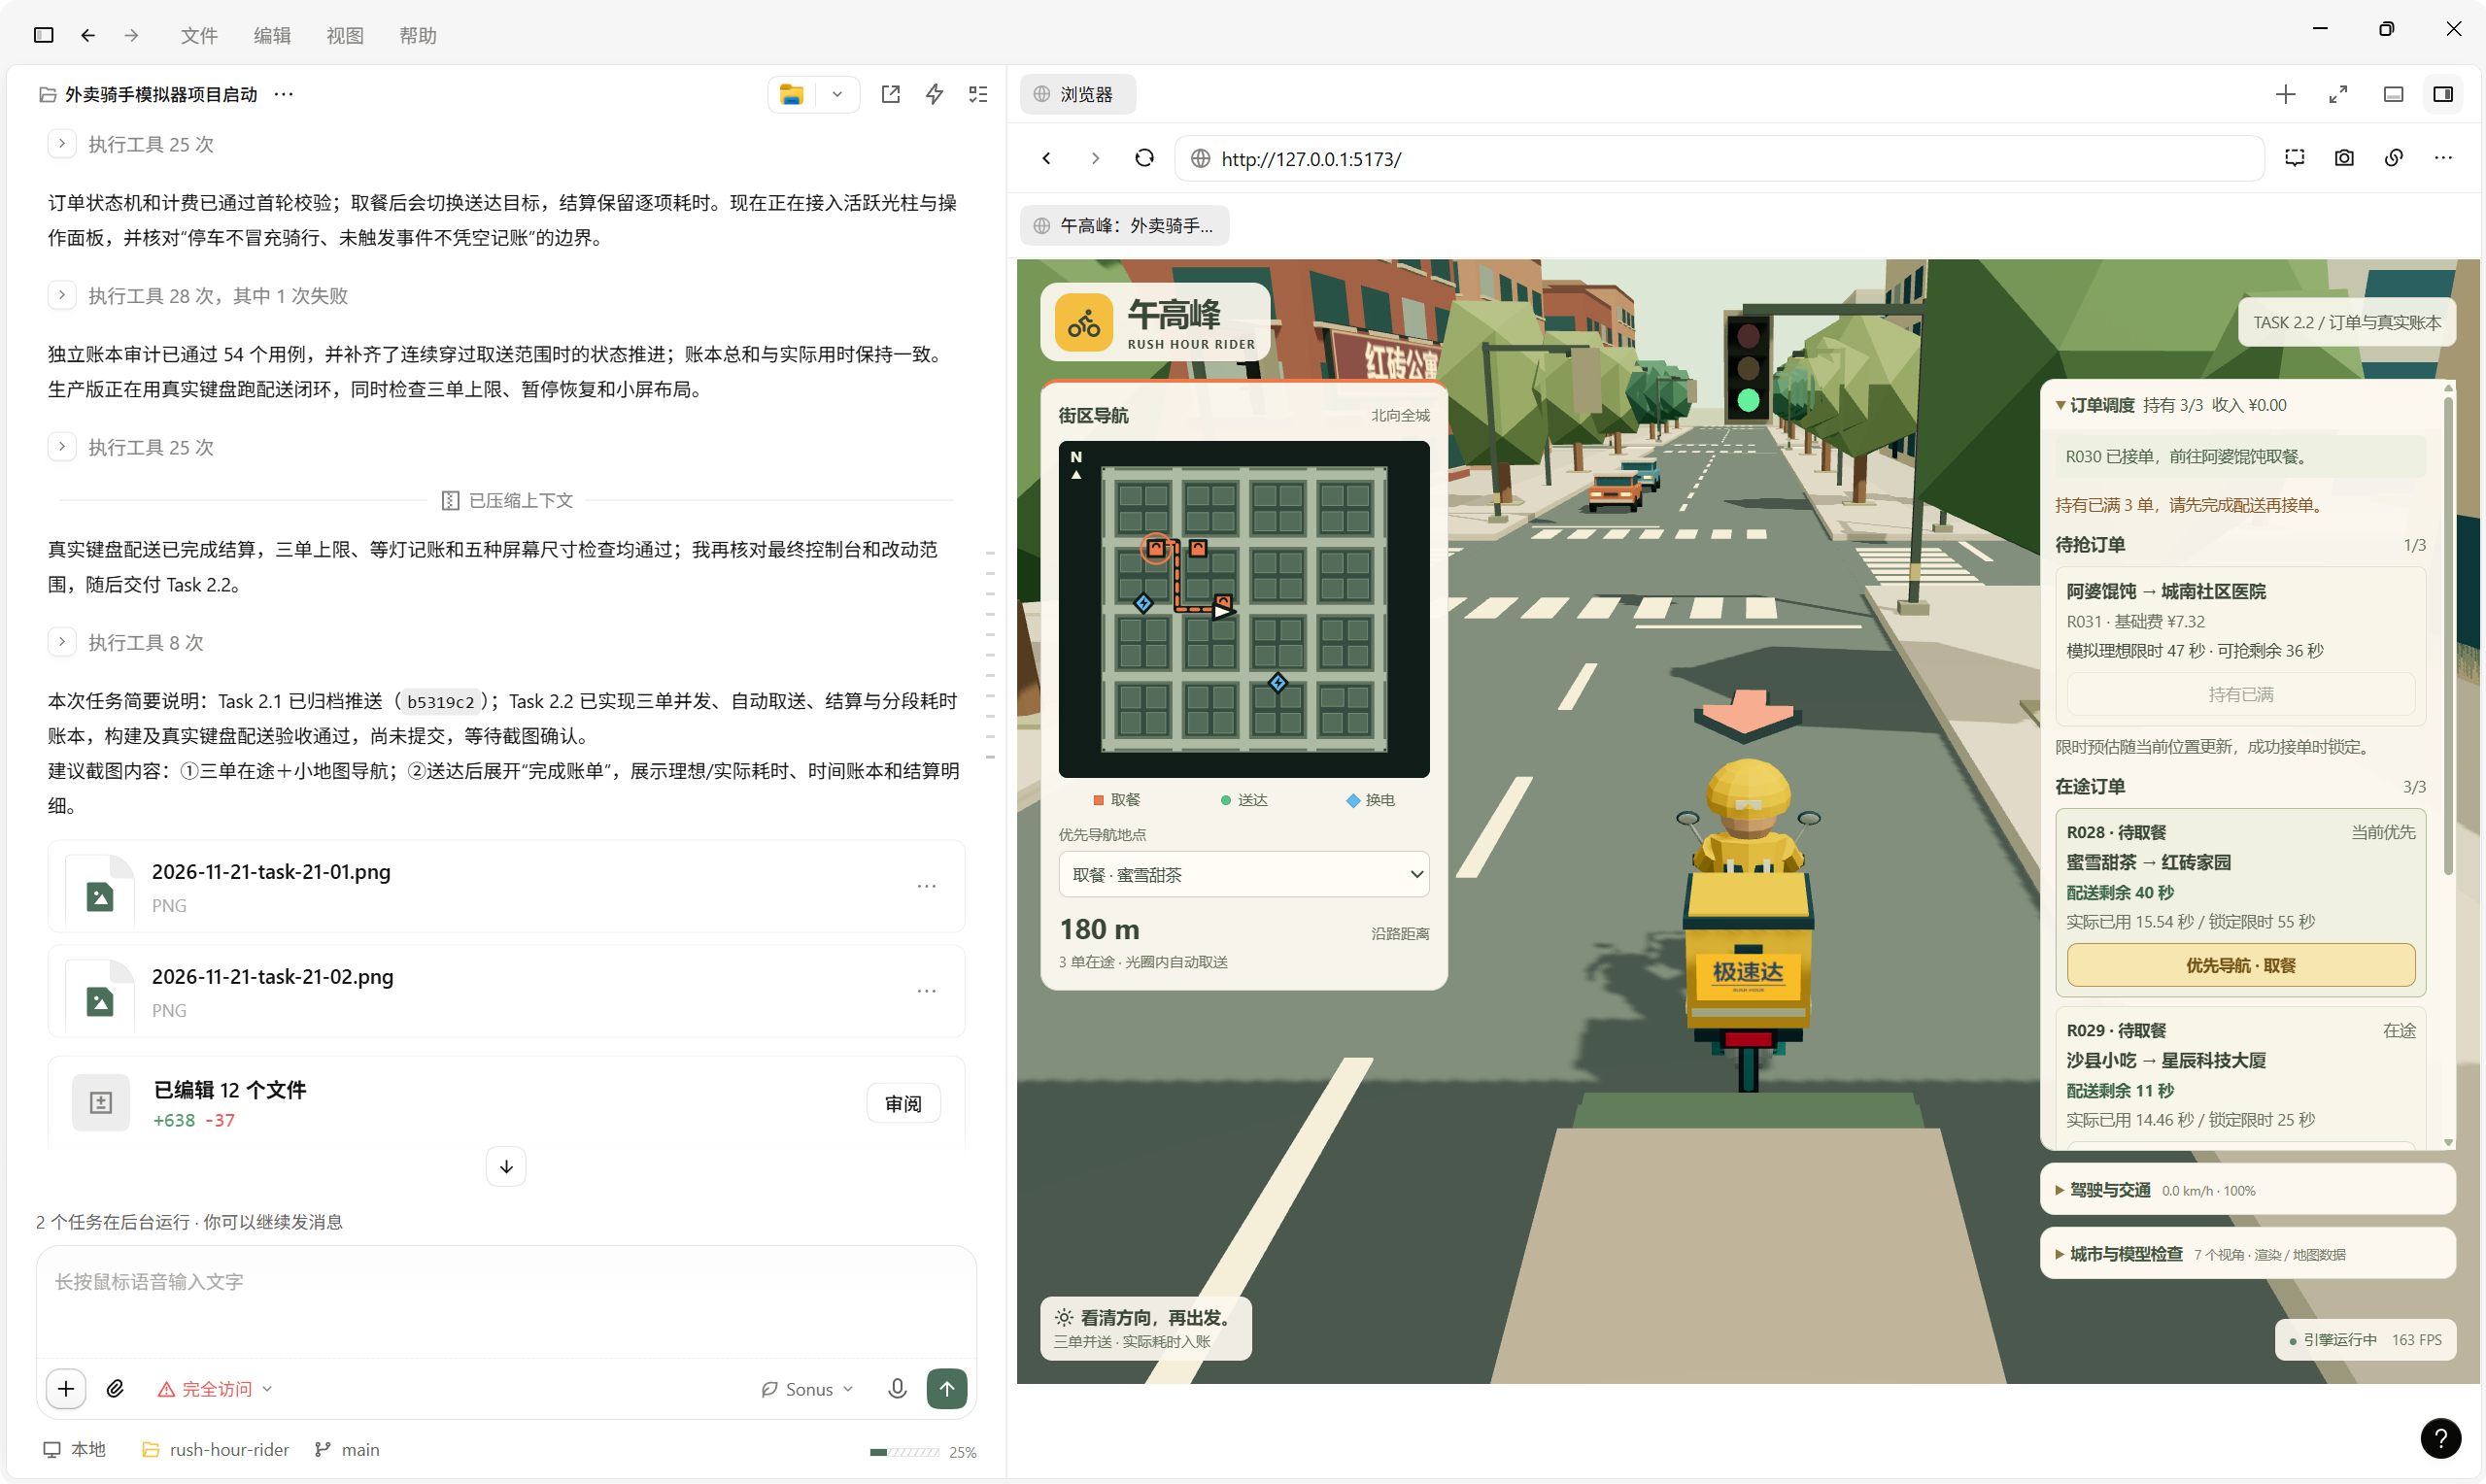 文件 编辑 视图 帮助
外卖骑手模拟器项目启动 ···
执行工具 25 次
订单状态机和计费已通过首轮校验；取餐后会切换送达目标，结算保留逐项耗时。现在正在接入活跃光柱与操
作面板，并核对“停车不冒充骑行、未触发事件不凭空记账”的边界。
执行工具 28 次，其中 1 次失败
独立账本审计已通过 54 个用例，并补齐了连续穿过取送范围时的状态推进；账本总和与实际用时保持一致。
生产版正在用真实键盘跑配送闭环，同时检查三单上限、暂停恢复和小屏布局。
执行工具 25 次
已压缩上下文
真实键盘配送已完成结算，三单上限、等灯记账和五种屏幕尺寸检查均通过；我再核对最终控制台和改动范
围，随后交付 Task 2.2。
执行工具 8 次
本次任务简要说明：Task 2.1 已归档推送（ b5319c2 ）；Task 2.2 已实现三单并发、自动取送、结算与分段耗时
账本，构建及真实键盘配送验收通过，尚未提交，等待截图确认。
建议截图内容：①三单在途＋小地图导航；②送达后展开“完成账单”，展示理想/实际耗时、时间账本和结算明
细。
2026-11-21-task-21-01.png
PNG
2026-11-21-task-21-02.png
PNG
已编辑 12 个文件
+638 -37
审阅
2 个任务在后台运行 · 你可以继续发消息
长按鼠标语音输入文字
完全访问
Sonus
本地 rush-hour-rider main
25%
浏览器
http://127.0.0.1:5173/
午高峰：外卖骑手...
午高峰
RUSH HOUR RIDER
红砖公寓
TASK 2.2 / 订单与真实账本
街区导航 北向全城
N
取餐 送达 换电
优先导航地点
取餐 · 蜜雪甜茶
180 m 沿路距离
3 单在途 · 光圈内自动取送
极速达
看清方向，再出发。
三单并送 · 实际耗时入账
订单调度 持有 3/3 收入 ¥0.00
R030 已接单，前往阿婆馄饨取餐。
持有已满 3 单，请先完成配送再接单。
待抢订单 1/3
阿婆馄饨 → 城南社区医院
R031 · 基础费 ¥7.32
模拟理想限时 47 秒 · 可抢剩余 36 秒
持有已满
限时预估随当前位置更新，成功接单时锁定。
在途订单 3/3
R028 · 待取餐 当前优先
蜜雪甜茶 → 红砖家园
配送剩余 40 秒
实际已用 15.54 秒 / 锁定限时 55 秒
优先导航 · 取餐
R029 · 待取餐 在途
沙县小吃 → 星辰科技大厦
配送剩余 11 秒
实际已用 14.46 秒 / 锁定限时 25 秒
驾驶与交通 0.0 km/h · 100%
城市与模型检查 7 个视角 · 渲染 / 地图数据
引擎运行中 163 FPS
?